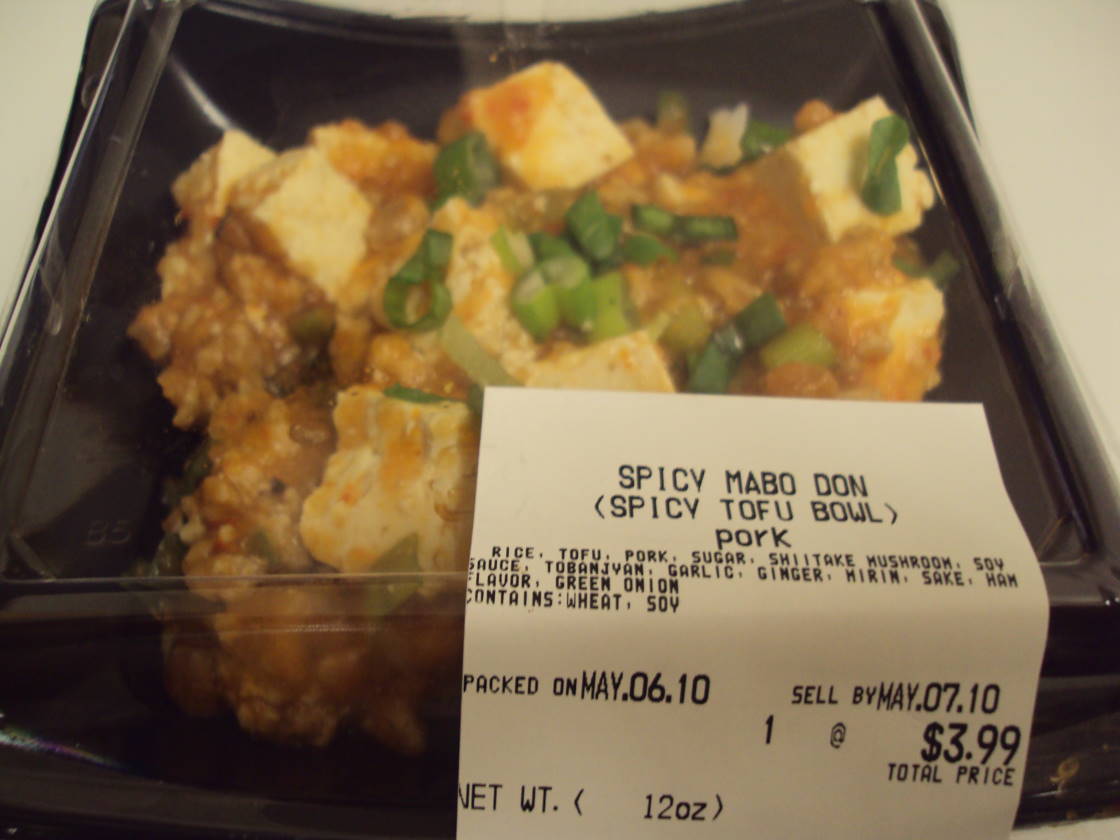 SPICY MABO DON
(SPICY TOFU BOWL)
pork
RICE, TOFU, PORK, SUGAR, SHIITAKE MUSHROOM, SOY
SAUCE, TOBANJYAN, GARLIC, GINGER, MIRIN, SAKE, HAM
FLAVOR, GREEN ONION
CONTAINS:WHEAT, SOY
PACKED ON MAY.06.10 SELL BY MAY.07.10
1 @ $3.99
TOTAL PRICE
NET WT. ( 12oz)